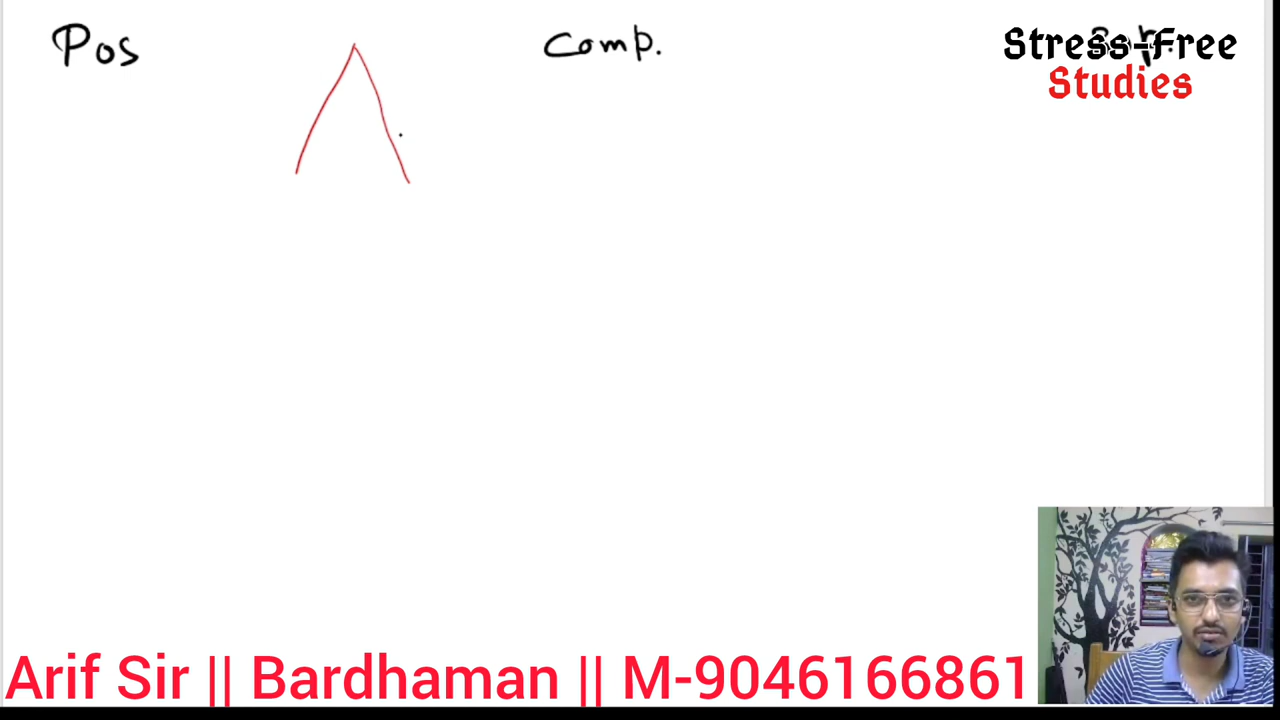 Pos Comp.
Stress-Free
Studies
Arif Sir || Bardhaman || M-9046166861